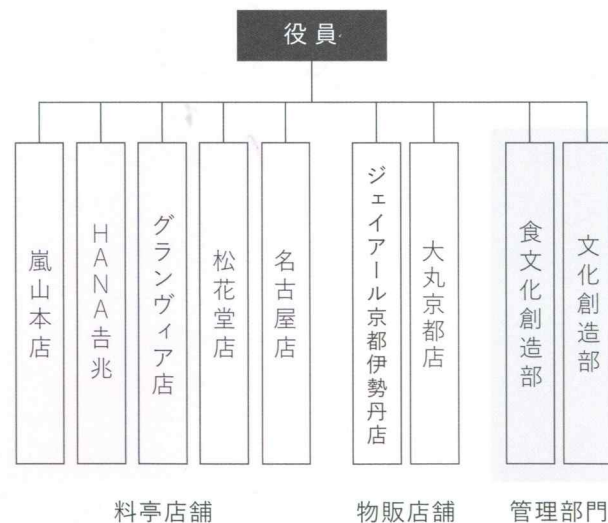 役員
嵐山本店
HANA吉兆
グランヴィア店
松花堂店
名古屋店
ジェイアール京都伊勢丹店
大丸京都店
食文化創造部
文化創造部
料亭店舗
物販店舗
管理部門